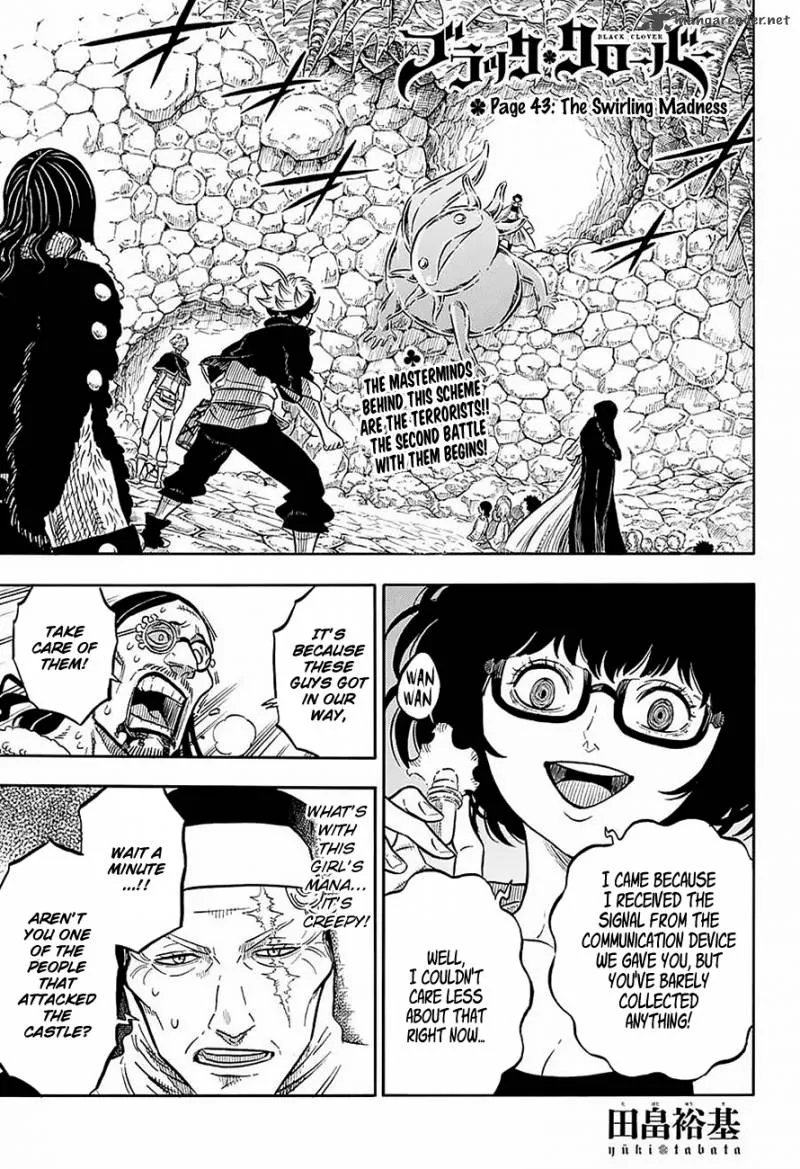 mangareader.net
ブラッククローバー
BLACK CLOVER
Page 43: The Swirling Madness
THE MASTERMINDS
BEHIND THIS SCHEME
ARE THE TERRORISTS!!
THE SECOND BATTLE
WITH THEM BEGINS!
WAN
WAN
I CAME BECAUSE
I RECEIVED THE
SIGNAL FROM THE
COMMUNICATION DEVICE
WE GAVE YOU, BUT
YOU'VE BARELY
COLLECTED
ANYTHING!
WELL,
I COULDN'T
CARE LESS
ABOUT THAT
RIGHT NOW...
IT'S
BECAUSE
THESE
GUYS GOT
IN OUR
WAY,
TAKE
CARE OF
THEM!
WHAT'S
WITH
THIS
GIRL'S
MANA...
IT'S
CREEPY!
WAIT A
MINUTE
...!!
AREN'T
YOU ONE
OF THE
PEOPLE
THAT
ATTACKED
THE
CASTLE?
田畠裕基
yūki tabata